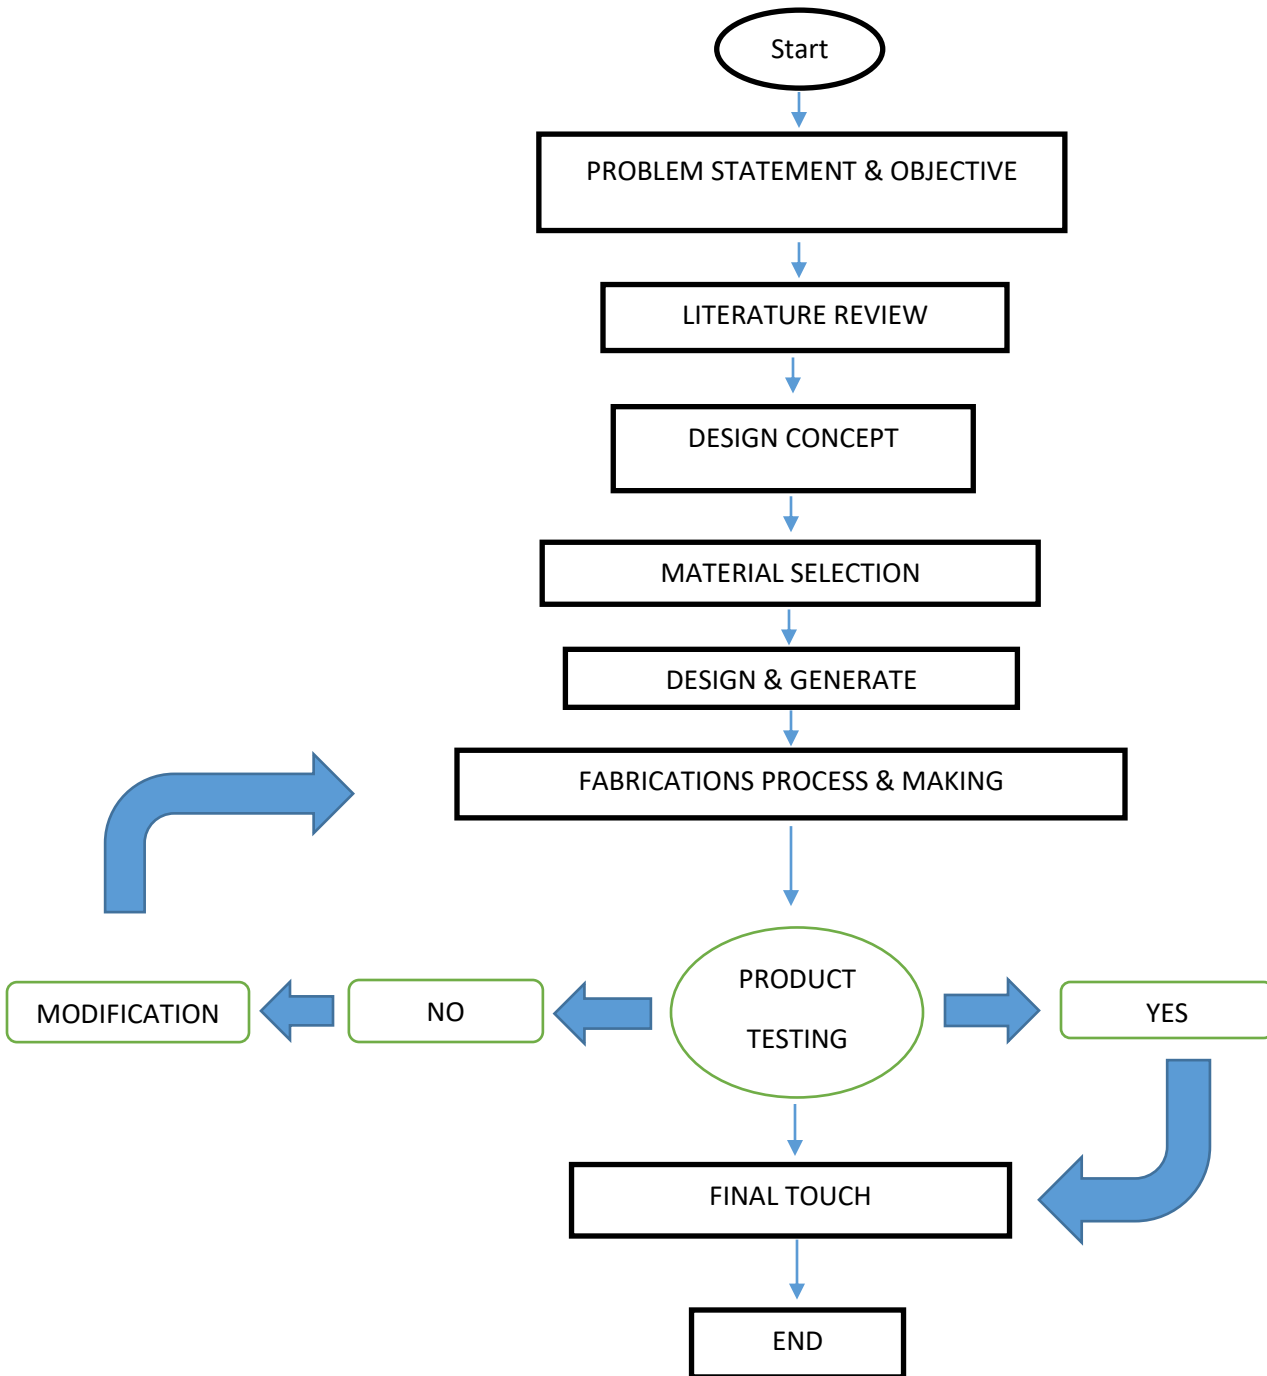 Start
PROBLEM STATEMENT & OBJECTIVE
LITERATURE REVIEW
DESIGN CONCEPT
MATERIAL SELECTION
DESIGN & GENERATE
FABRICATIONS PROCESS & MAKING
PRODUCT
TESTING
MODIFICATION
NO
YES
FINAL TOUCH
END